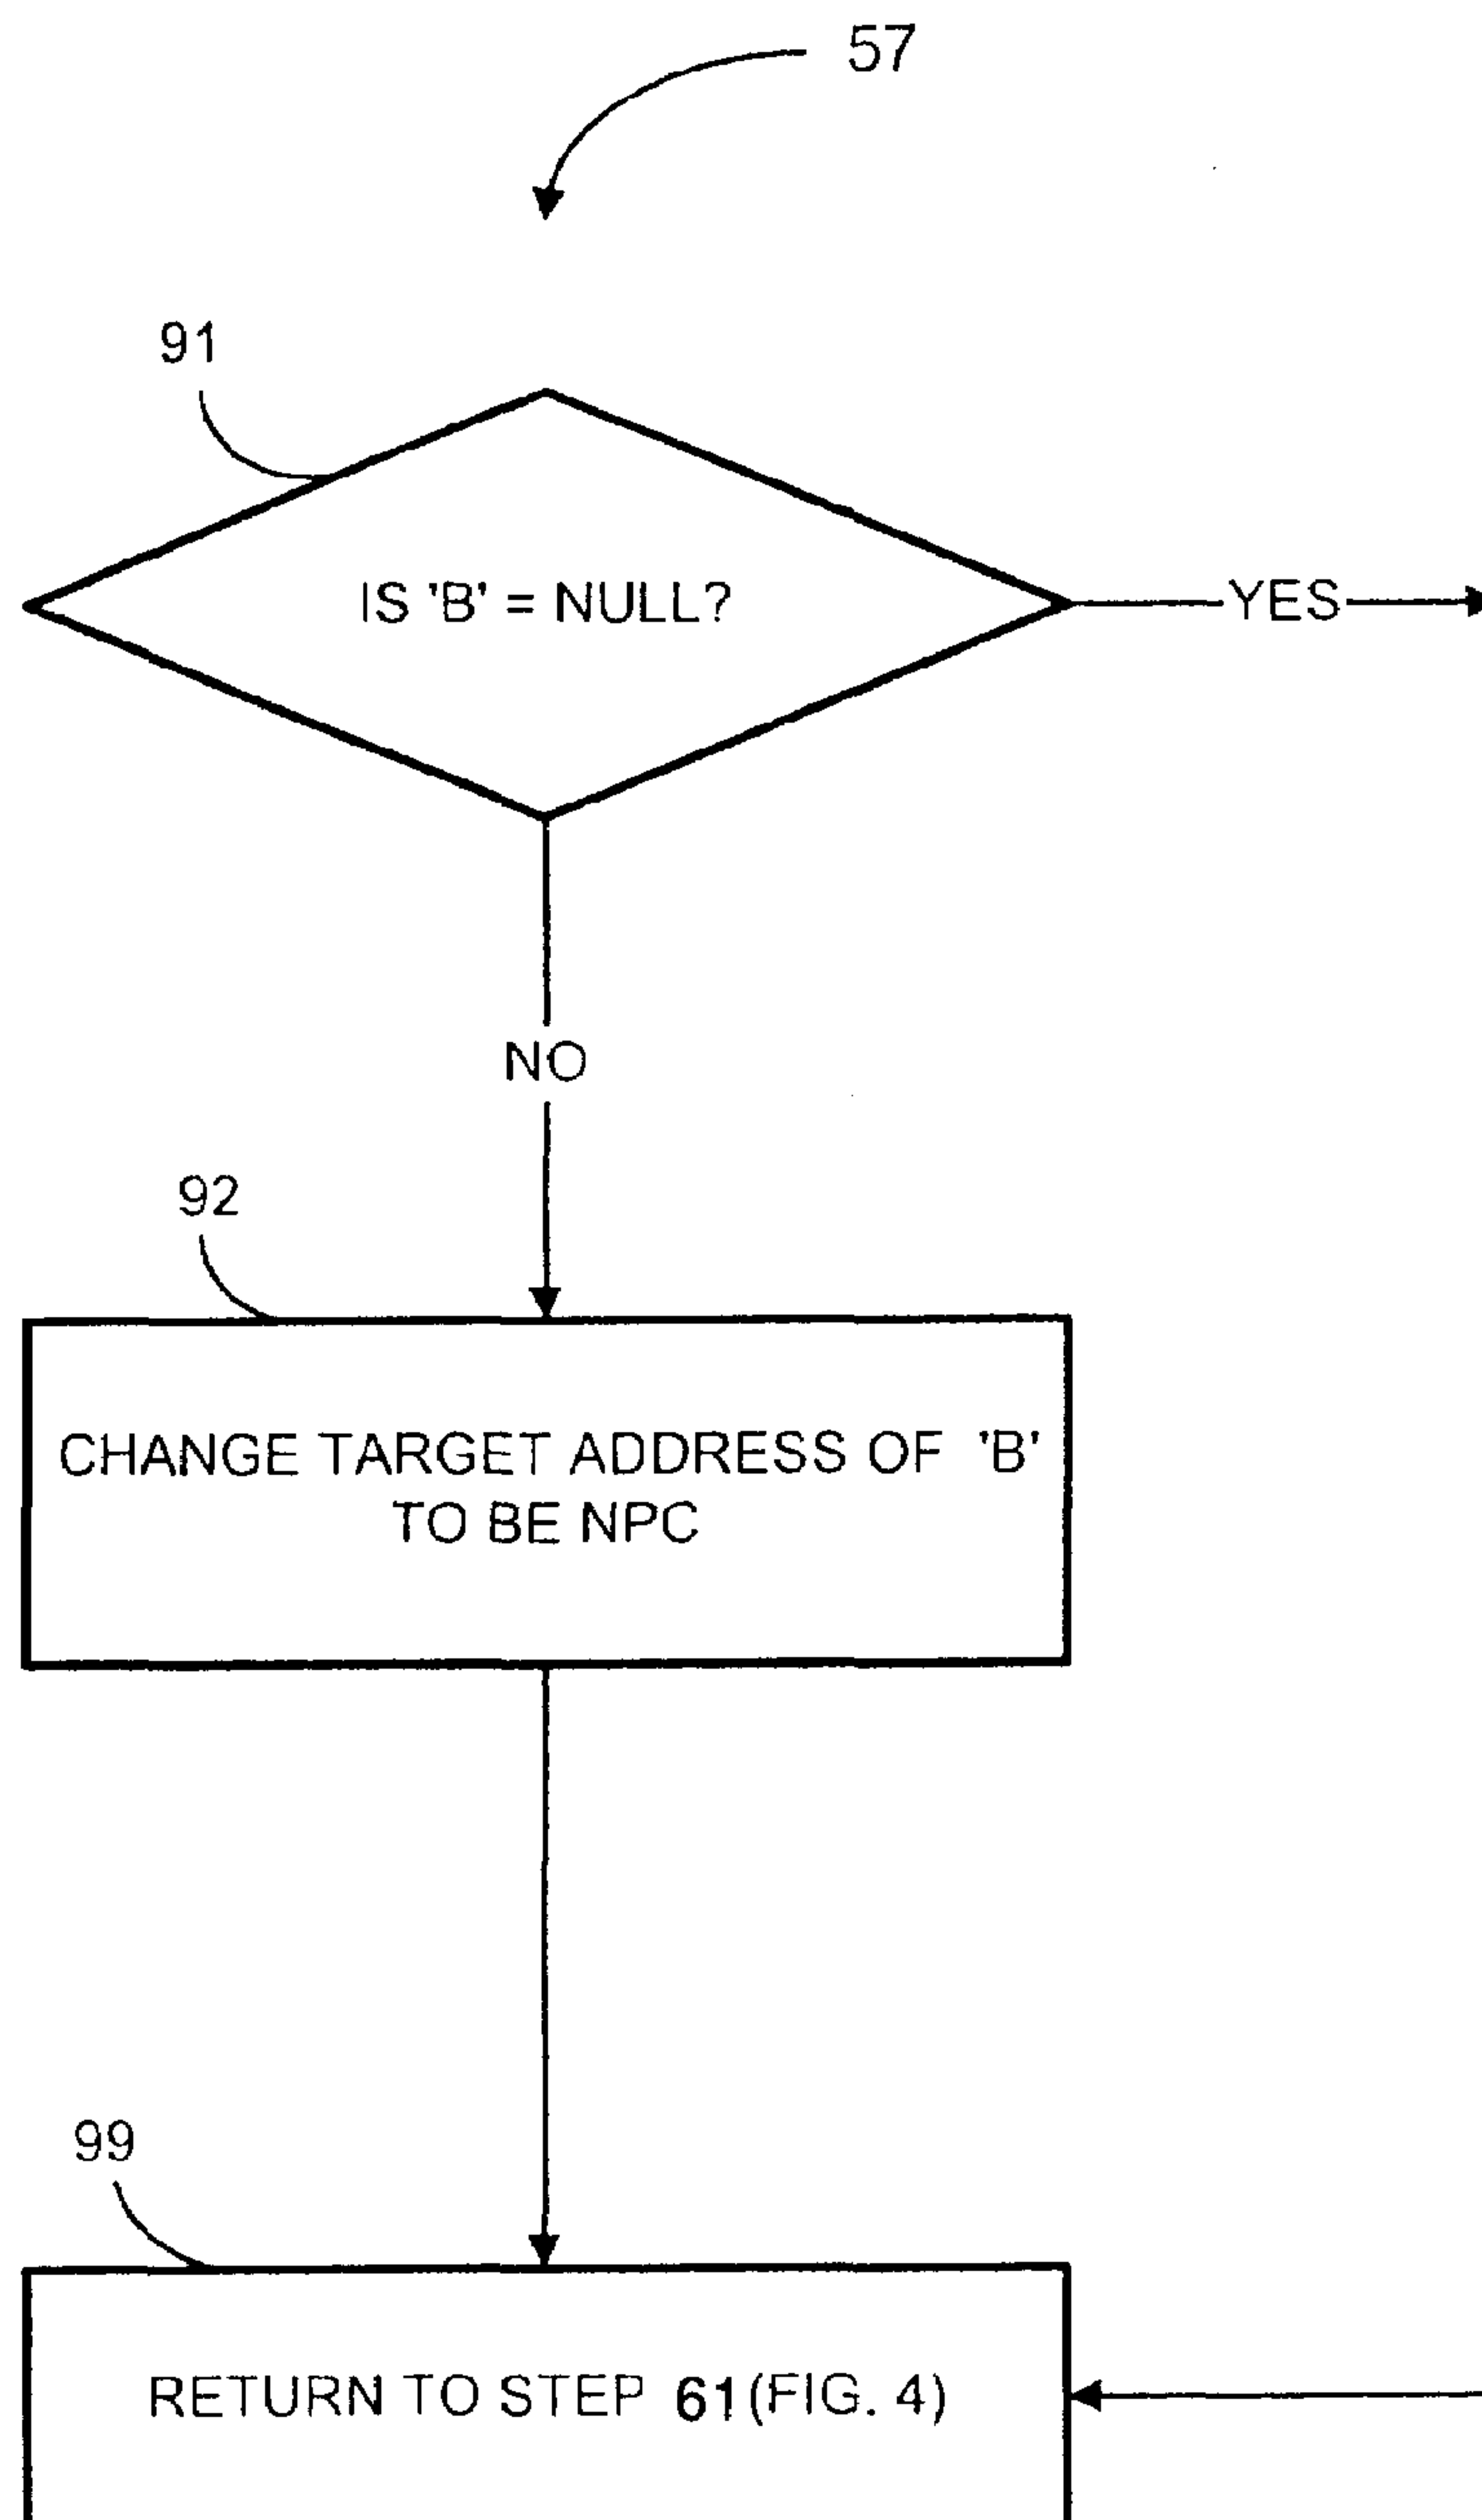 57
91
IS 'B' = NULL?
YES
NO
92
CHANGE TARGET ADDRESS OF 'B'
TO BE NPC
99
RETURN TO STEP 61 (FIG. 4)